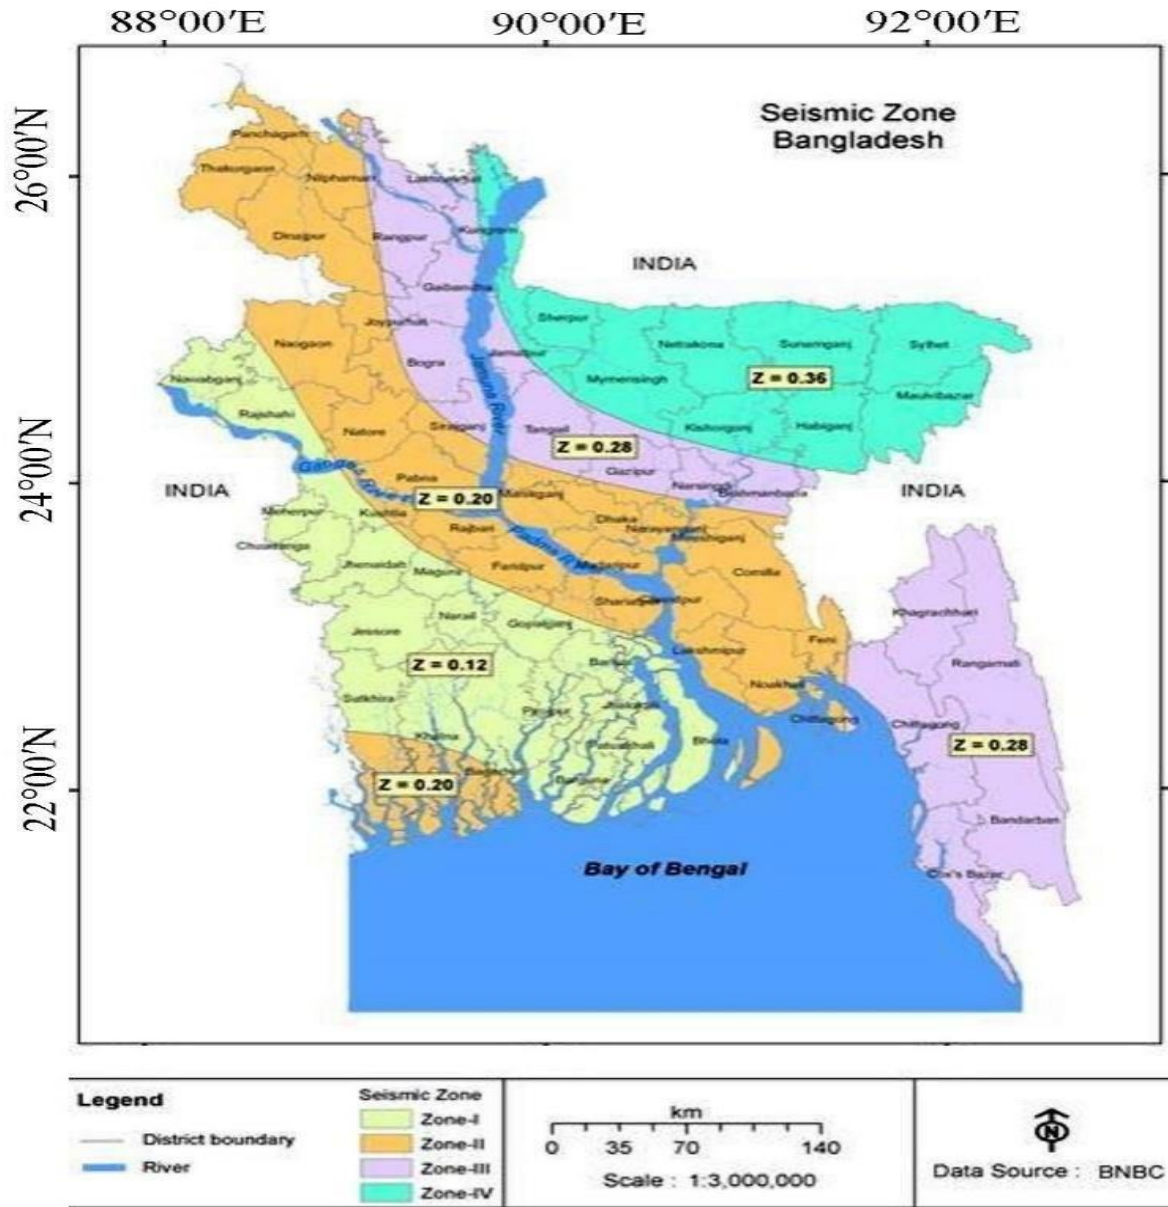 88°00'E 90°00'E 92°00'E
26°00'N
24°00'N
22°00'N
Seismic Zone
Bangladesh
Panchagarh
Thakurgaon
Nilphamari
Dinajpur
Rangpur
Kurigram
INDIA
Gaibandha
Sherpur
Joypurhat
Naogaon
Jamalpur
Netrakona
Sunamganj
Sylhet
Bogra
Mymensingh
Z = 0.36
Nawabganj
Maulvibazar
Rajshahi
Jamuna River
Natore
Sirajganj
Tangail
Kishorganj
Habiganj
Z = 0.28
Gazipur
Ganges River
Pabna
INDIA
Z = 0.20
Manikganj
Narsingdi
Brahmanbaria
INDIA
Meherpur
Kushtia
Rajbari
Dhaka
Narayanganj
Munshiganj
Padma R
Chuadanga
Jhenaidah
Magura
Faridpur
Madaripur
Comilla
Khagrachhari
Narail
Gopalganj
Jessore
Lakshmipur
Feni
Rangamati
Z = 0.12
Barisal
Satkhira
Noakhali
Pirojpur
Jhalakati
Chittagong
Chittagong
Khulna
Patuakhali
Bhola
Z = 0.28
Bagerhat
Z = 0.20
Barguna
Bandarban
Bay of Bengal
Cox's Bazar
Legend
District boundary
River
Seismic Zone
Zone-I
Zone-II
Zone-III
Zone-IV
km
0 35 70 140
Scale : 1:3,000,000
N
Data Source : BNBC